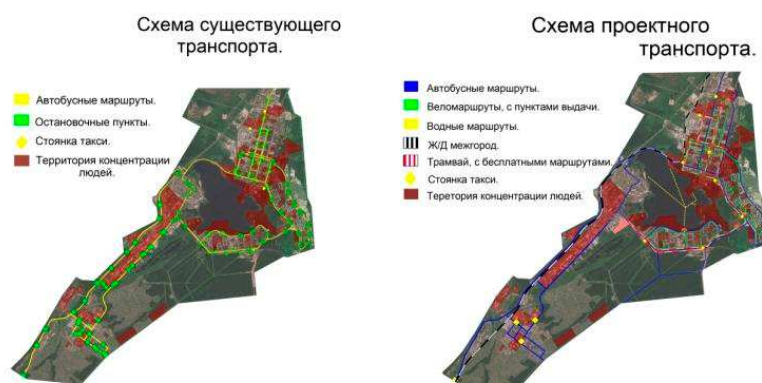 Схема существующего
транспорта.
Автобусные маршруты.
Остановочные пункты.
Стоянка такси.
Территория концентрации
людей.
Схема проектного
транспорта.
Автобусные маршруты.
Веломаршруты, с пунктами выдачи.
Водные маршруты.
Ж/Д межгород.
Трамвай, с бесплатными маршрутами.
Стоянка такси.
Теретория концентрации людей.